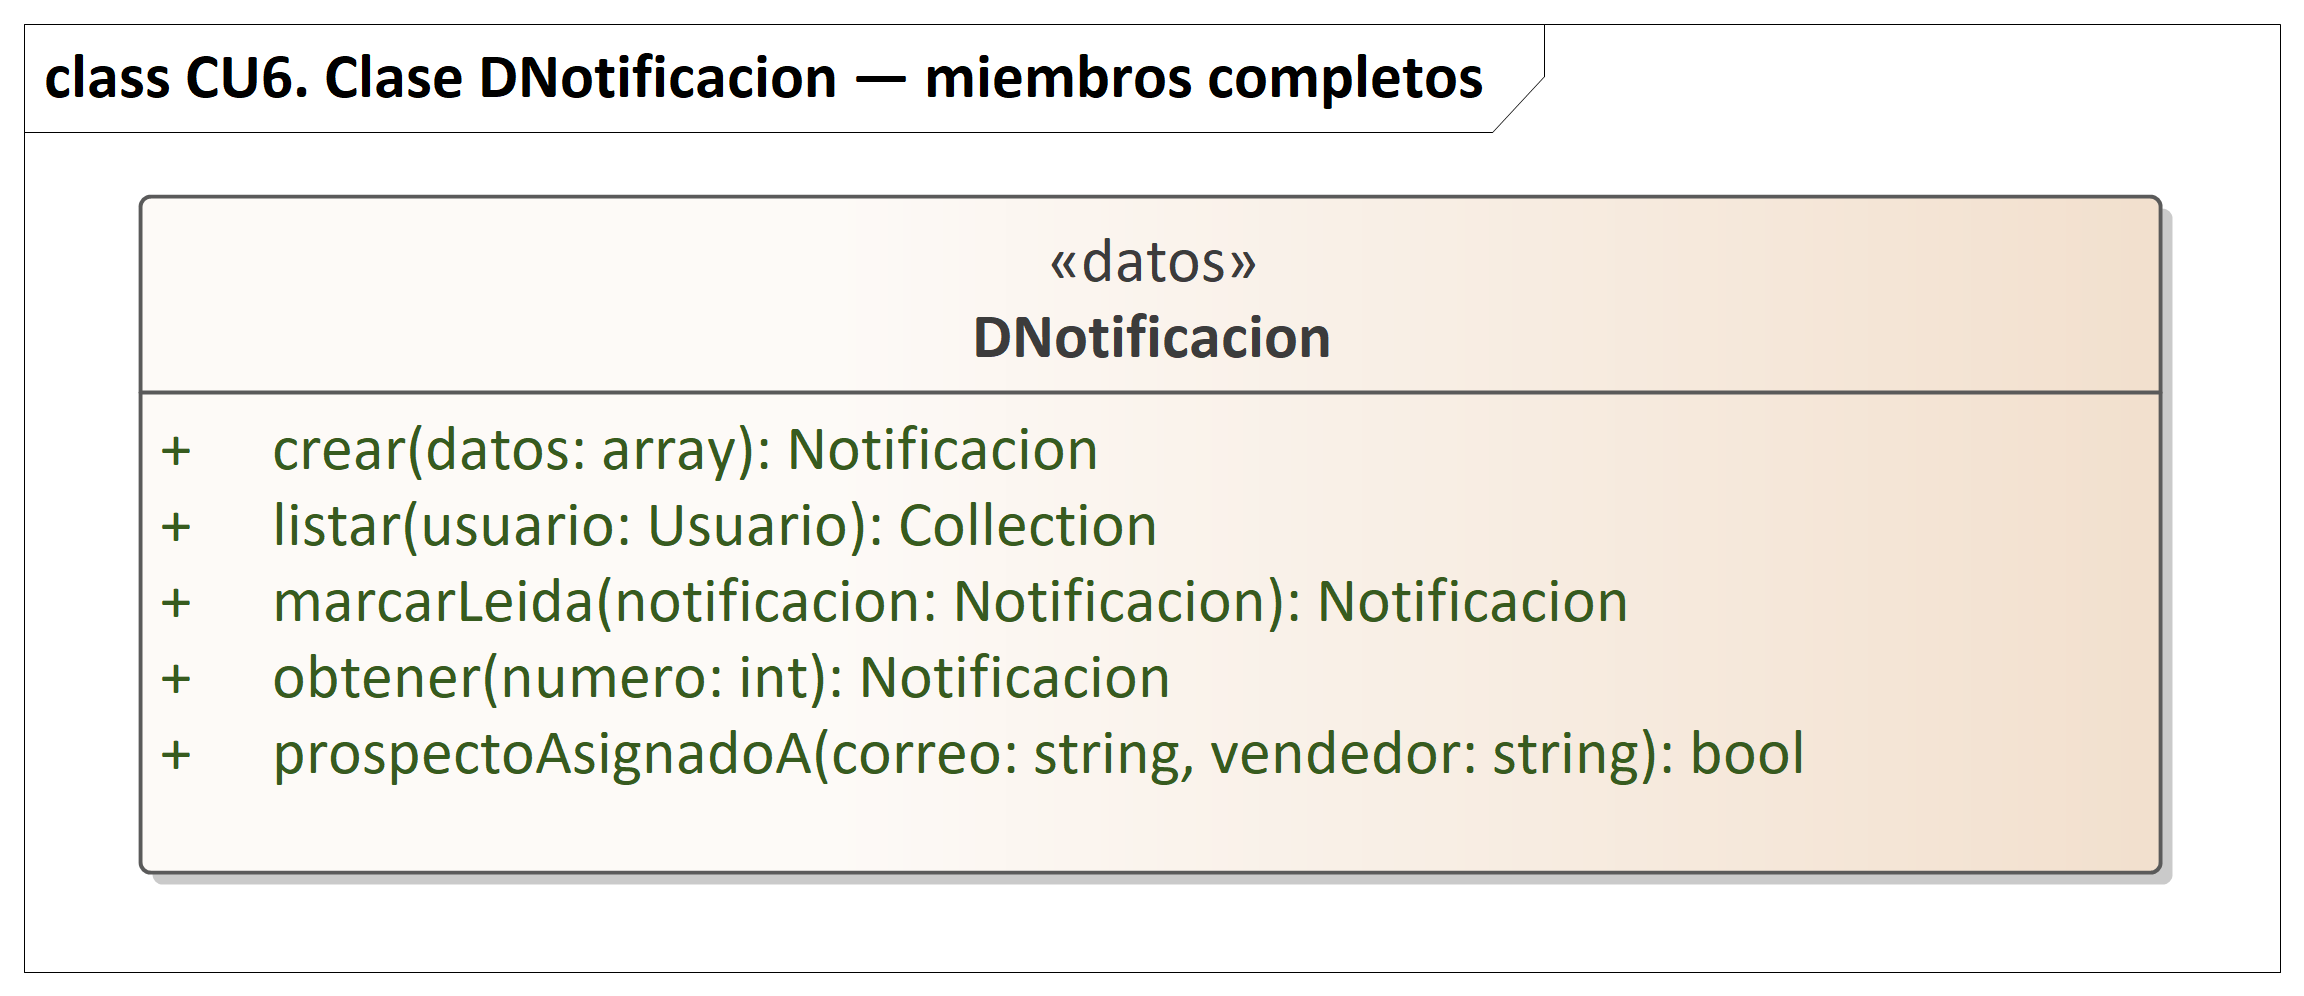 class CU6. Clase DNotificacion — miembros completos
«datos»
DNotificacion
+ crear(datos: array): Notificacion
+ listar(usuario: Usuario): Collection
+ marcarLeida(notificacion: Notificacion): Notificacion
+ obtener(numero: int): Notificacion
+ prospectoAsignadoA(correo: string, vendedor: string): bool